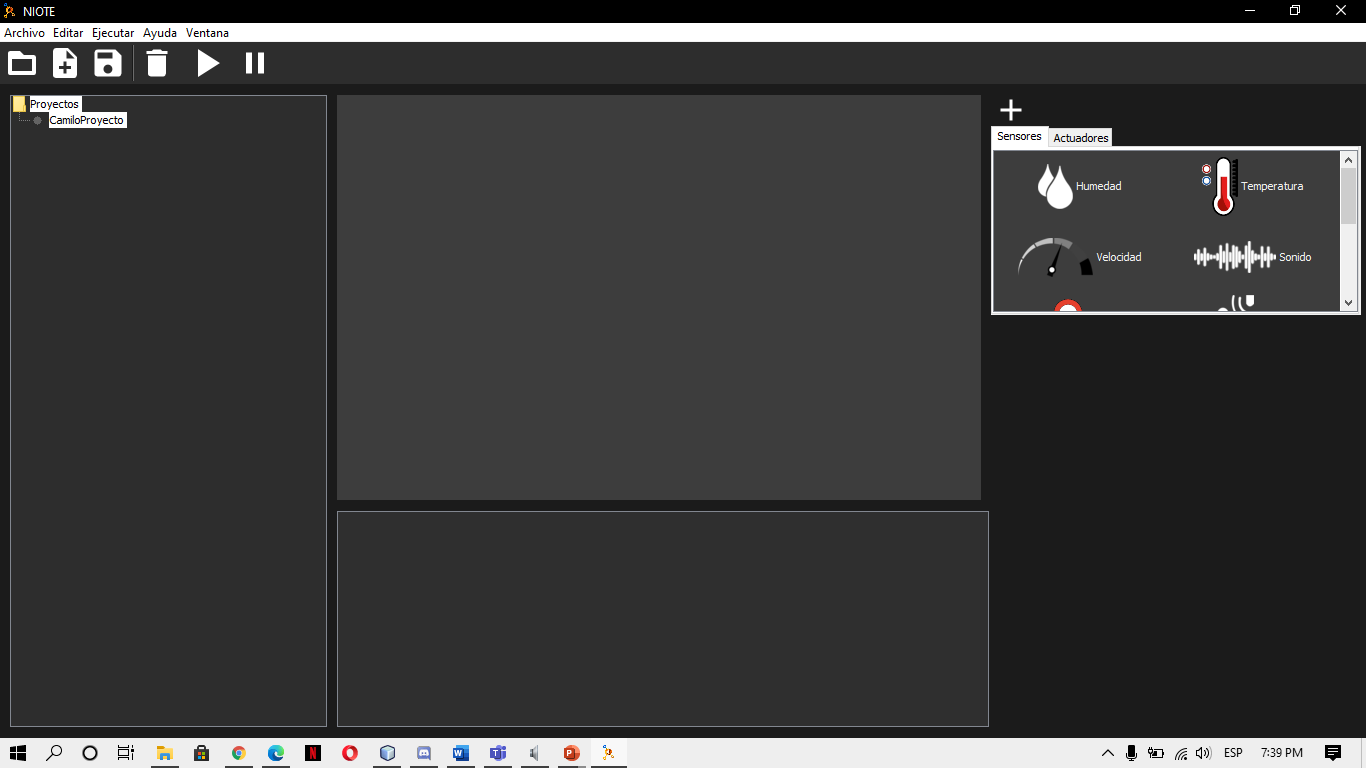 NIOTE
Archivo Editar Ejecutar Ayuda Ventana
Proyectos
CamiloProyecto
Sensores Actuadores
Humedad Temperatura
Velocidad Sonido
ESP 7:39 PM